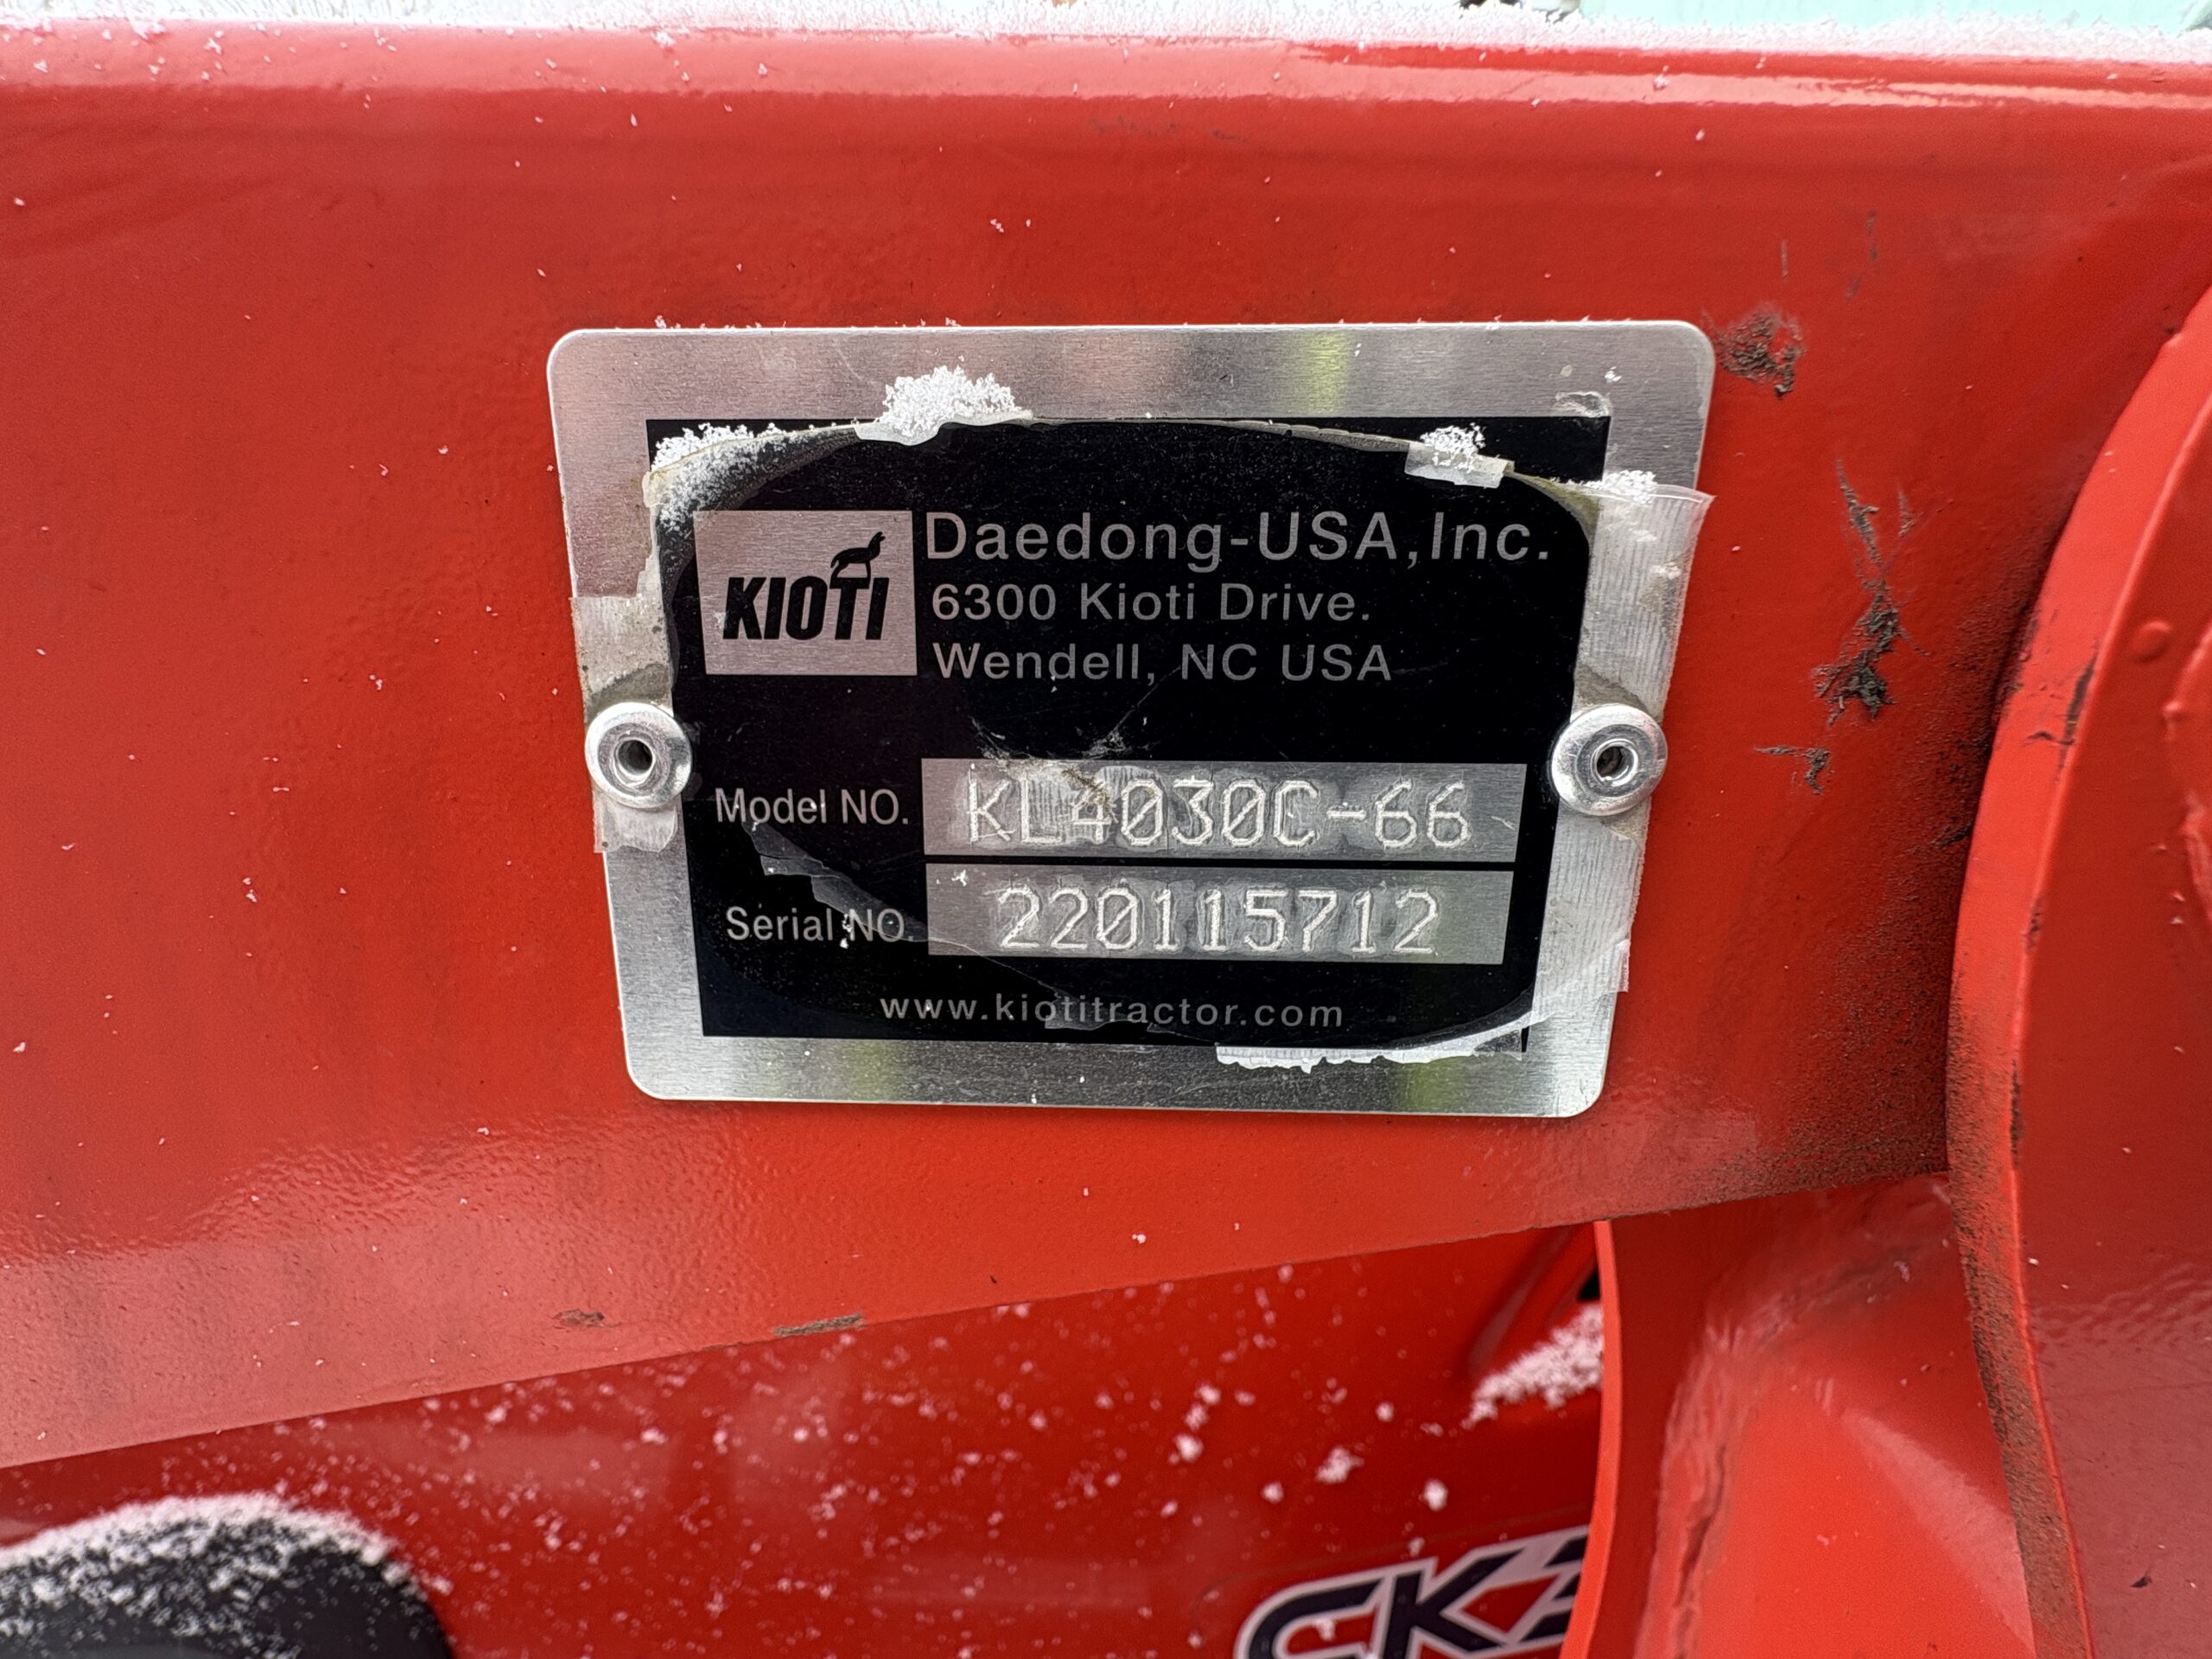 KIOTI
Daedong-USA,Inc.
6300 Kioti Drive.
Wendell, NC USA
Model NO. KL4030C-66
Serial NO. 220115712
www.kiotitractor.com